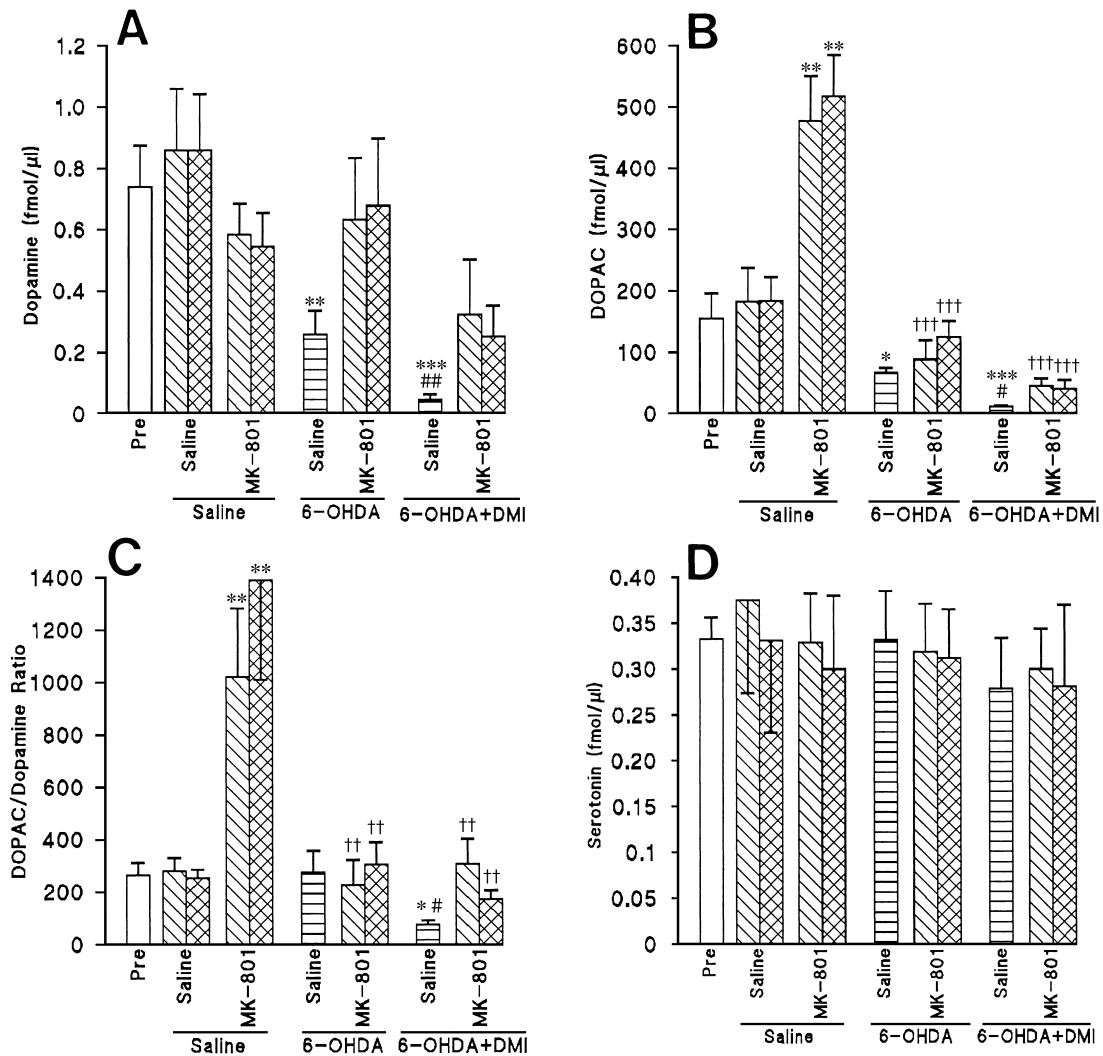 A
Dopamine (fmol/µl)
1.2
1.0
0.8
0.6
0.4
0.2
0
**
***
##
Pre
Saline
MK-801
Saline
MK-801
Saline
MK-801
Saline
6-OHDA
6-OHDA+DMI
B
DOPAC (fmol/µl)
600
500
400
300
200
100
0
**
**
*
†††
†††
***
#
†††
†††
Pre
Saline
MK-801
Saline
MK-801
Saline
MK-801
Saline
6-OHDA
6-OHDA+DMI
C
DOPAC/Dopamine Ratio
1400
1200
1000
800
600
400
200
0
**
**
††
††
* #
††
††
Pre
Saline
MK-801
Saline
MK-801
Saline
MK-801
Saline
6-OHDA
6-OHDA+DMI
D
Serotonin (fmol/µl)
0.40
0.35
0.30
0.25
0.20
0.15
0.1
0.05
0
Pre
Saline
MK-801
Saline
MK-801
Saline
MK-801
Saline
6-OHDA
6-OHDA+DMI